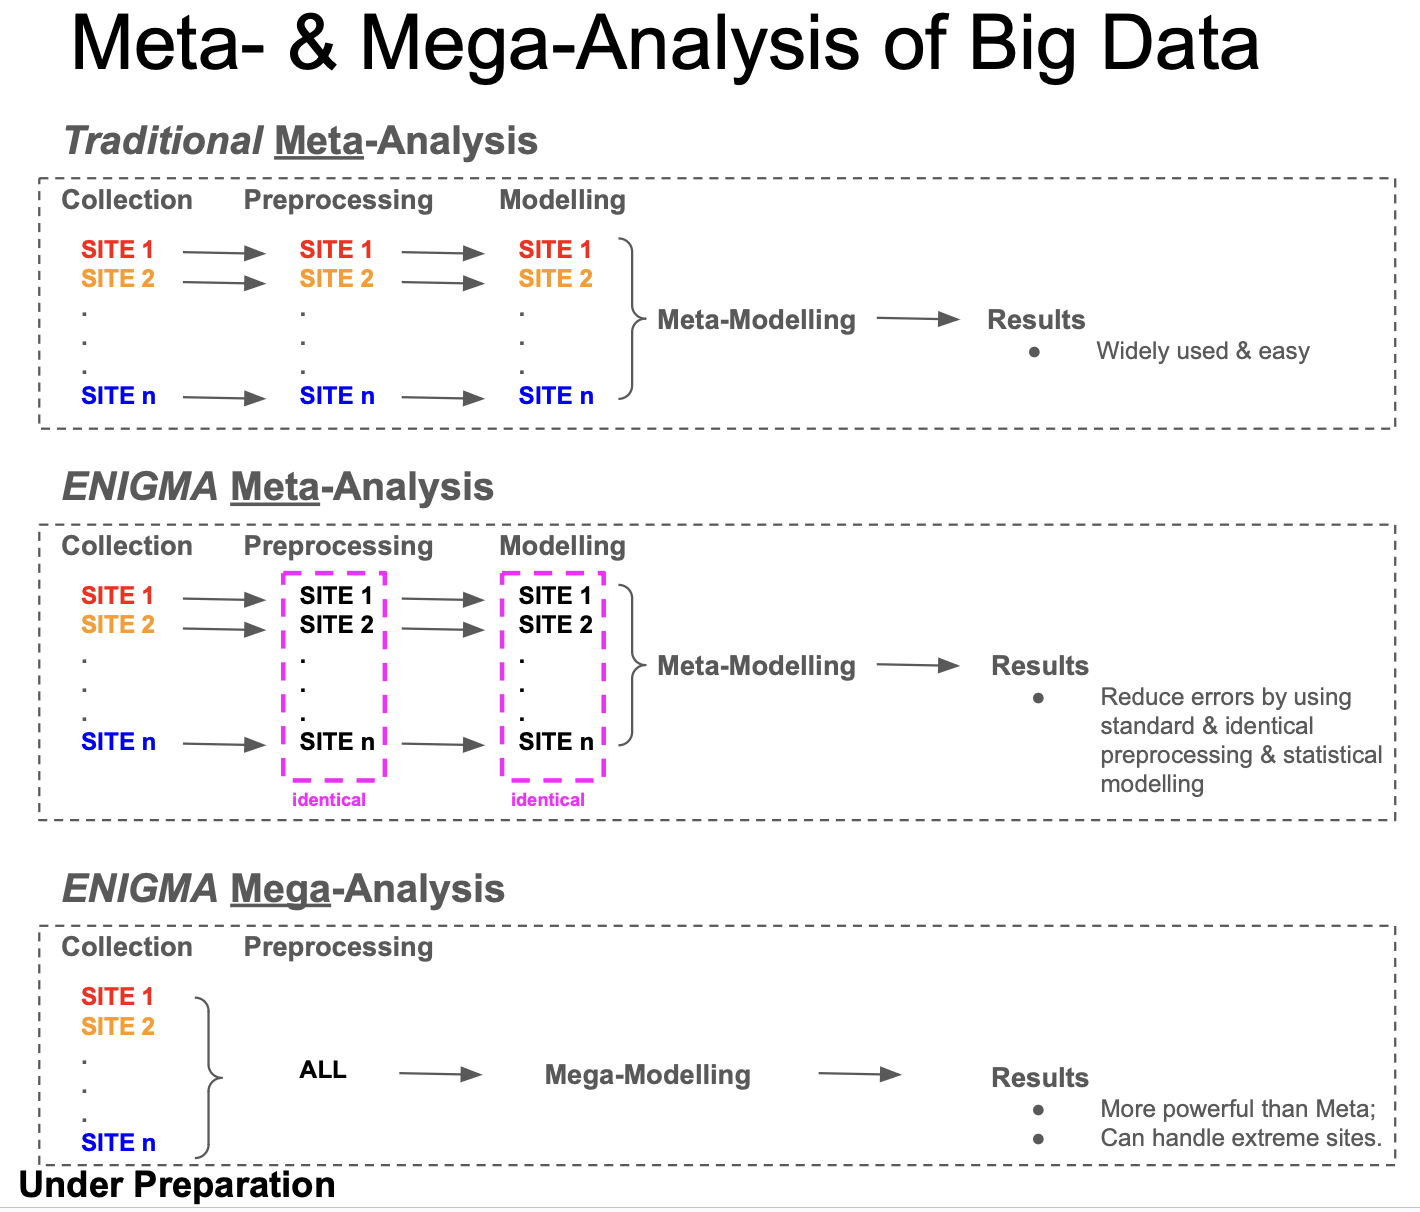 Meta- & Mega-Analysis of Big Data
Traditional Meta-Analysis
Collection Preprocessing Modelling
SITE 1 SITE 1 SITE 1
SITE 2 SITE 2 SITE 2
. . .
. . .
. . .
SITE n SITE n SITE n
Meta-Modelling
Results
● Widely used & easy
ENIGMA Meta-Analysis
Collection Preprocessing Modelling
SITE 1 SITE 1 SITE 1
SITE 2 SITE 2 SITE 2
. . .
. . .
. . .
SITE n SITE n SITE n
identical identical
Meta-Modelling
Results
● Reduce errors by using
standard & identical
preprocessing & statistical
modelling
ENIGMA Mega-Analysis
Collection Preprocessing
SITE 1
SITE 2
.
.
.
SITE n
ALL
Mega-Modelling
Results
● More powerful than Meta;
● Can handle extreme sites.
Under Preparation